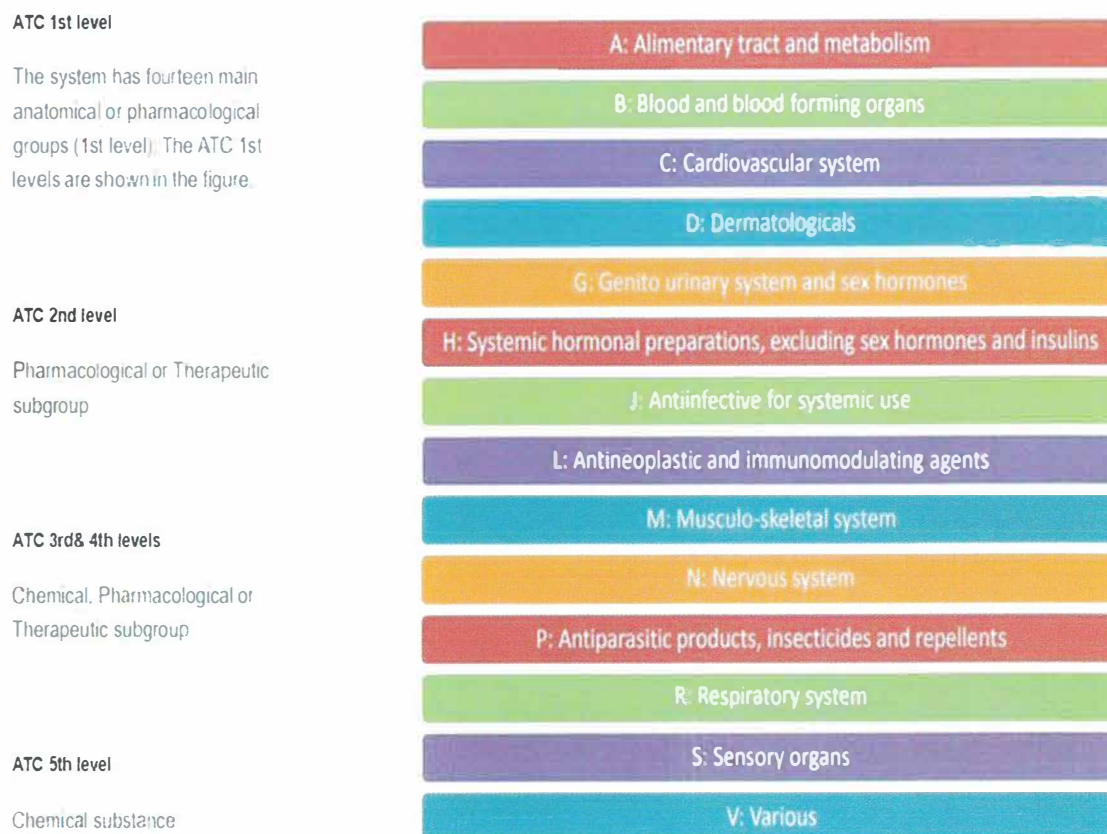 ATC 1st level
The system has fourteen main
anatomical or pharmacological
groups (1st level). The ATC 1st
levels are shown in the figure.
ATC 2nd level
Pharmacological or Therapeutic
subgroup
ATC 3rd& 4th levels
Chemical, Pharmacological or
Therapeutic subgroup
ATC 5th level
Chemical substance
A: Alimentary tract and metabolism
B: Blood and blood forming organs
C: Cardiovascular system
D: Dermatologicals
G: Genito urinary system and sex hormones
H: Systemic hormonal preparations, excluding sex hormones and insulins
J: Antiinfective for systemic use
L: Antineoplastic and immunomodulating agents
M: Musculo-skeletal system
N: Nervous system
P: Antiparasitic products, insecticides and repellents
R: Respiratory system
S: Sensory organs
V: Various